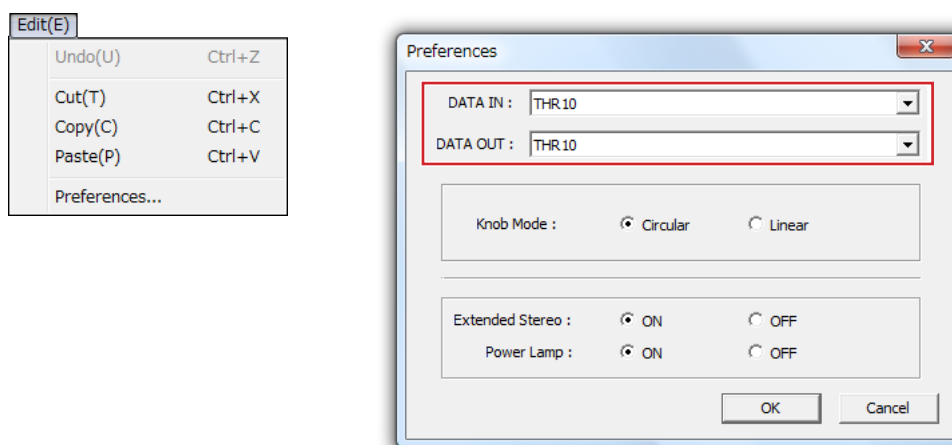 Edit(E)
Undo(U) Ctrl+Z
Cut(T) Ctrl+X
Copy(C) Ctrl+C
Paste(P) Ctrl+V
Preferences...
Preferences
DATA IN : THR10
DATA OUT : THR10
Knob Mode : Circular Linear
Extended Stereo : ON OFF
Power Lamp : ON OFF
OK Cancel